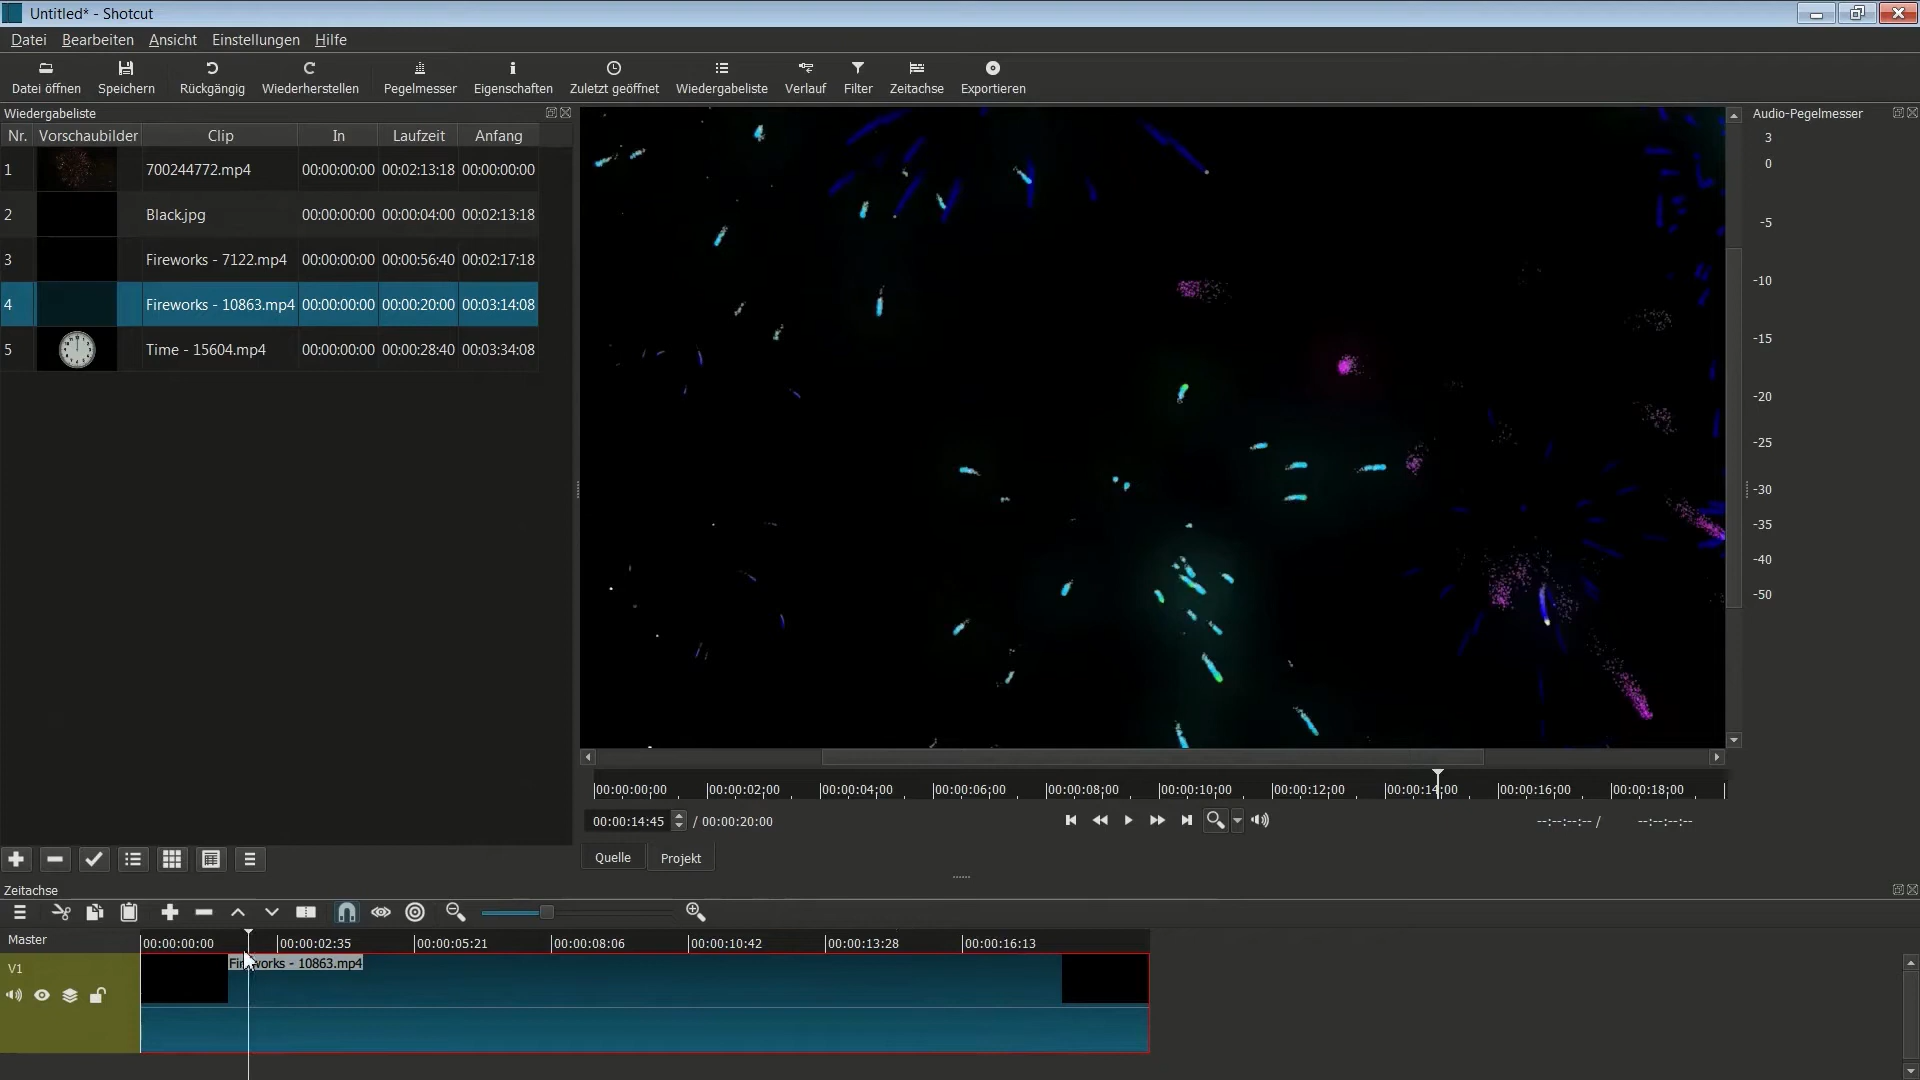 Untitled* - Shotcut
Datei Bearbeiten Ansicht Einstellungen Hilfe
Datei öffnen Speichern Rückgängig Wiederherstellen Pegelmesser Eigenschaften Zuletzt geöffnet Wiedergabeliste Verlauf Filter Zeitachse Exportieren
Wiedergabeliste
Nr. Vorschaubilder Clip In Laufzeit Anfang
1 700244772.mp4 00:00:00:00 00:02:13:18 00:00:00:00
2 Black.jpg 00:00:00:00 00:00:04:00 00:02:13:18
3 Fireworks - 7122.mp4 00:00:00:00 00:00:56:40 00:02:17:18
4 Fireworks - 10863.mp4 00:00:00:00 00:00:20:00 00:03:14:08
5 Time - 15604.mp4 00:00:00:00 00:00:28:40 00:03:34:08
Audio-Pegelmesser
3
0
-5
-10
-15
-20
-25
-30
-35
-40
-50
00:00:00;00 00:00:02;00 00:00:04;00 00:00:06;00 00:00:08;00 00:00:10;00 00:00:12;00 00:00:14;00 00:00:16;00 00:00:18;00
00:00:14:45 / 00:00:20:00 --:--:--:-- / --:--:--:--
Quelle Projekt
Zeitachse
Master
00:00:00:00 00:00:02:35 00:00:05:21 00:00:08:06 00:00:10:42 00:00:13:28 00:00:16:13
V1
Fireworks - 10863.mp4